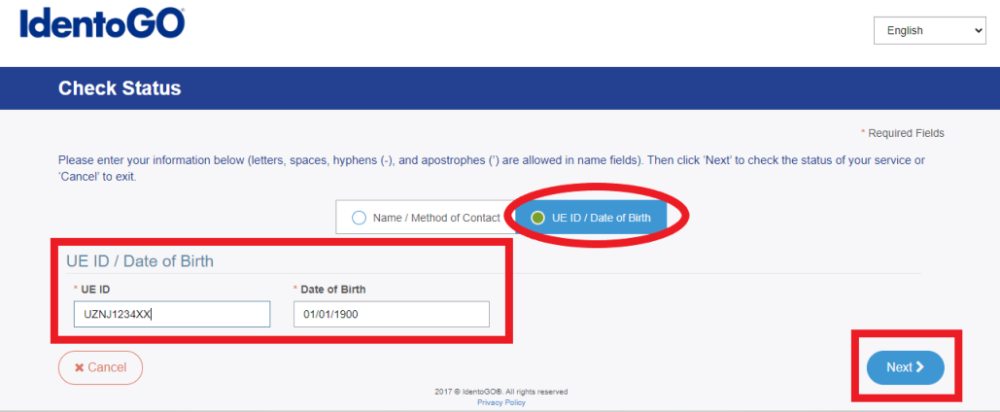 IdentoGO
English
Check Status
* Required Fields
Please enter your information below (letters, spaces, hyphens (-), and apostrophes (') are allowed in name fields). Then click 'Next' to check the status of your service or
'Cancel' to exit.
Name / Method of Contact
UE ID / Date of Birth
UE ID / Date of Birth
* UE ID
* Date of Birth
UZNJ1234XX
01/01/1900
Cancel
Next
2017 © IdentoGO®. All rights reserved
Privacy Policy